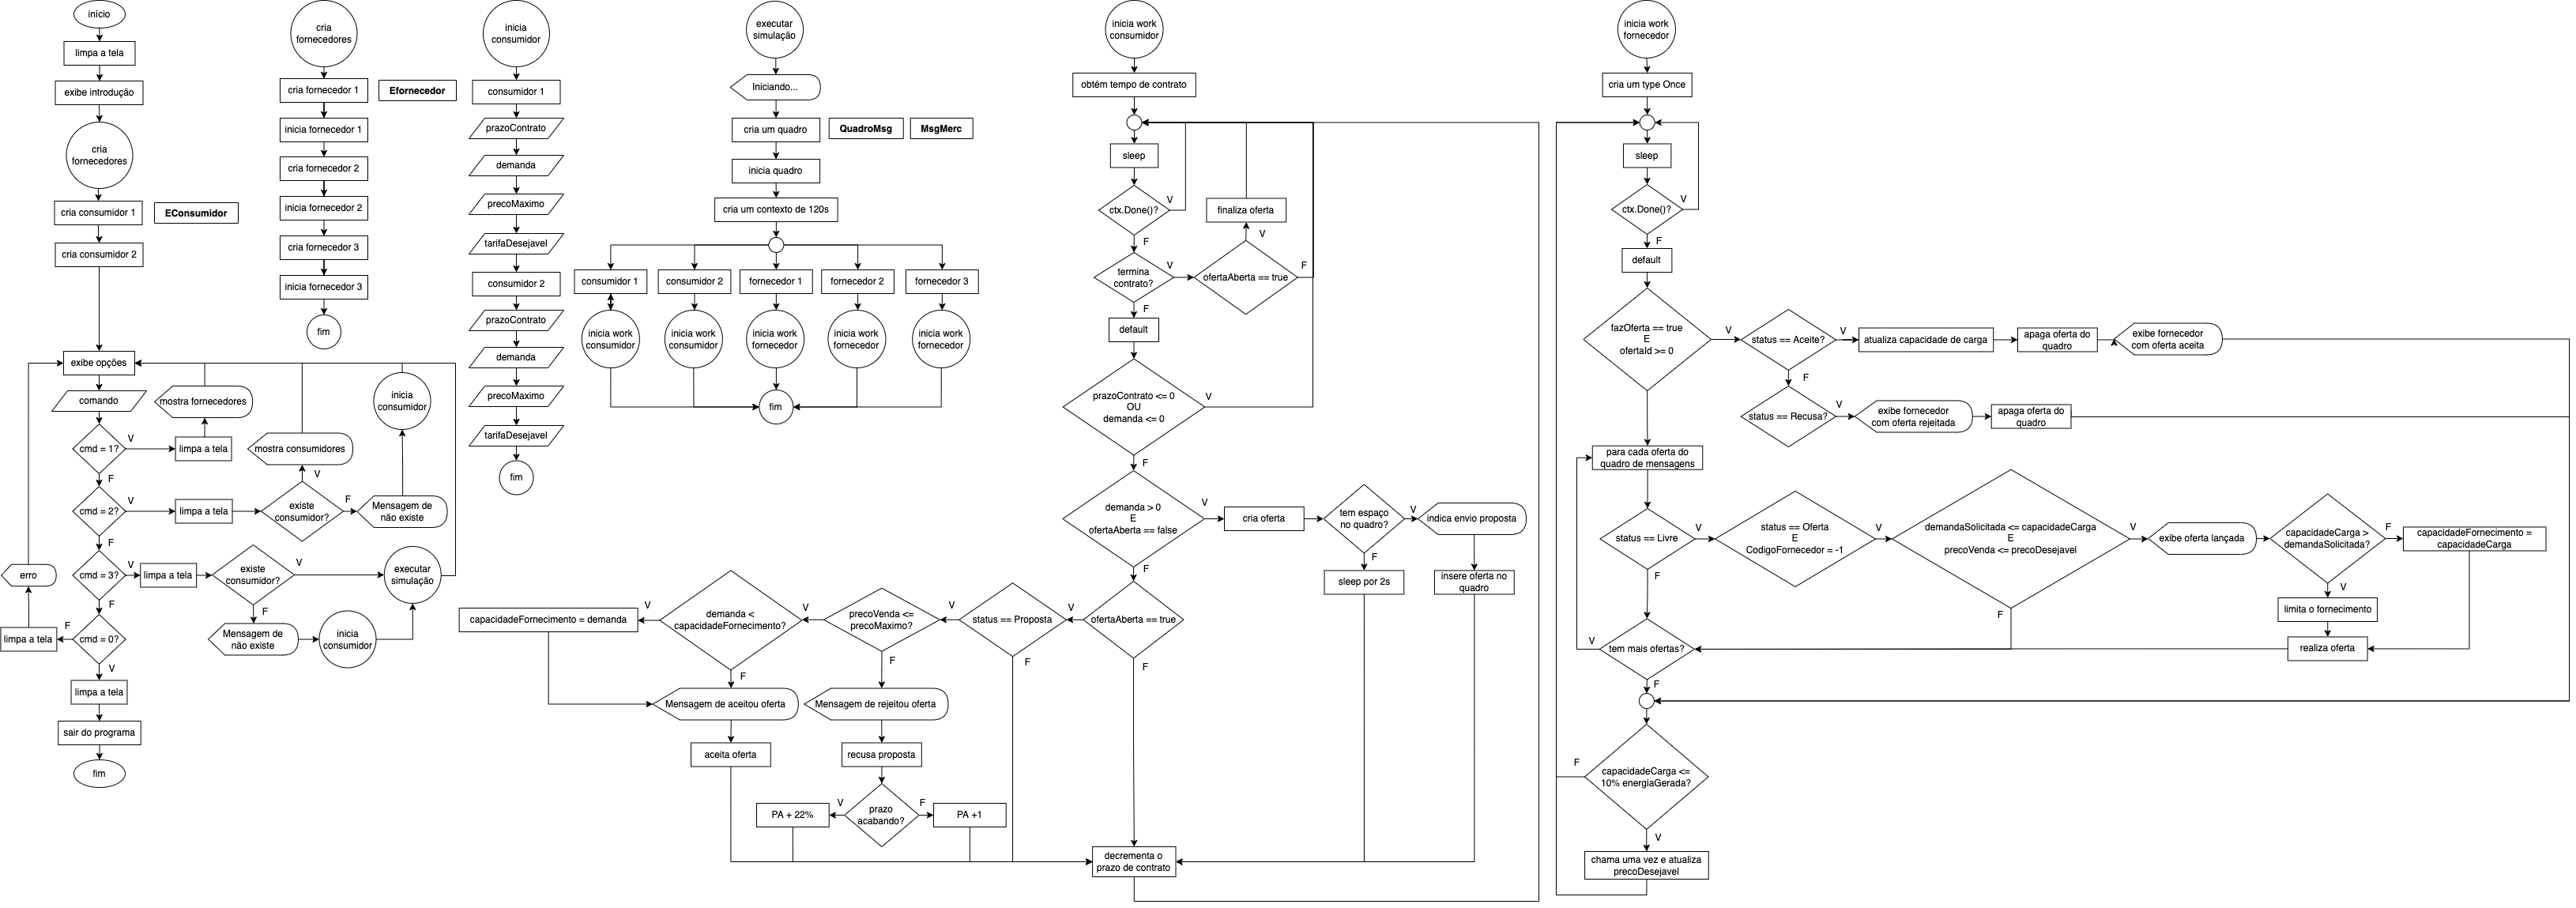 início
limpa a tela
exibe introdução
cria
fornecedores
cria consumidor 1
EConsumidor
cria consumidor 2
exibe opções
comando
mostra fornecedores
inicia
consumidor
cmd = 1?
V
limpa a tela
mostra consumidores
F
V
cmd = 2?
V
limpa a tela
existe
consumidor?
F
Mensagem de
não existe
F
erro
cmd = 3?
V
limpa a tela
existe
consumidor?
V
executar
simulação
F
F
limpa a tela
F
cmd = 0?
Mensagem de
não existe
inicia
consumidor
V
limpa a tela
sair do programa
fim
cria
fornecedores
cria fornecedor 1
Efornecedor
inicia fornecedor 1
cria fornecedor 2
inicia fornecedor 2
cria fornecedor 3
inicia fornecedor 3
fim
inicia
consumidor
consumidor 1
prazoContrato
demanda
precoMaximo
tarifaDesejavel
consumidor 2
prazoContrato
demanda
precoMaximo
tarifaDesejavel
fim
executar
simulação
Iniciando...
cria um quadro
QuadroMsg
MsgMerc
inicia quadro
cria um contexto de 120s
consumidor 1
consumidor 2
fornecedor 1
fornecedor 2
fornecedor 3
inicia work
consumidor
inicia work
consumidor
inicia work
fornecedor
inicia work
fornecedor
inicia work
fornecedor
fim
inicia work
consumidor
obtém tempo de contrato
sleep
ctx.Done()?
V
finaliza oferta
F
V
termina
contrato?
V
ofertaAberta == true
F
F
default
prazoContrato <= 0
OU
demanda <= 0
V
F
demanda > 0
E
ofertaAberta == false
V
cria oferta
tem espaço
no quadro?
V
indica envio proposta
F
F
sleep por 2s
insere oferta no
quadro
capacidadeFornecimento = demanda
V
demanda <
capacidadeFornecimento?
V
precoVenda <=
precoMaximo?
V
status == Proposta
V
ofertaAberta == true
F
F
F
F
Mensagem de aceitou oferta
Mensagem de rejeitou oferta
aceita oferta
recusa proposta
PA + 22%
V
prazo
acabando?
F
PA +1
decrementa o
prazo de contrato
inicia work
fornecedor
cria um type Once
sleep
ctx.Done()?
V
F
default
fazOferta == true
E
ofertaId >= 0
V
status == Aceite?
V
atualiza capacidade de carga
apaga oferta do
quadro
exibe fornecedor
com oferta aceita
F
status == Recusa?
V
exibe fornecedor
com oferta rejeitada
apaga oferta do
quadro
para cada oferta do
quadro de mensagens
status == Livre
V
status == Oferta
E
CodigoFornecedor = -1
V
demandaSolicitada <= capacidadeCarga
E
precoVenda <= precoDesejavel
V
exibe oferta lançada
capacidadeCarga >
demandaSolicitada?
F
capacidadeFornecimento =
capacidadeCarga
F
F
V
limita o fornecimento
V
tem mais ofertas?
realiza oferta
F
F
capacidadeCarga <=
10% energiaGerada?
V
chama uma vez e atualiza
precoDesejavel